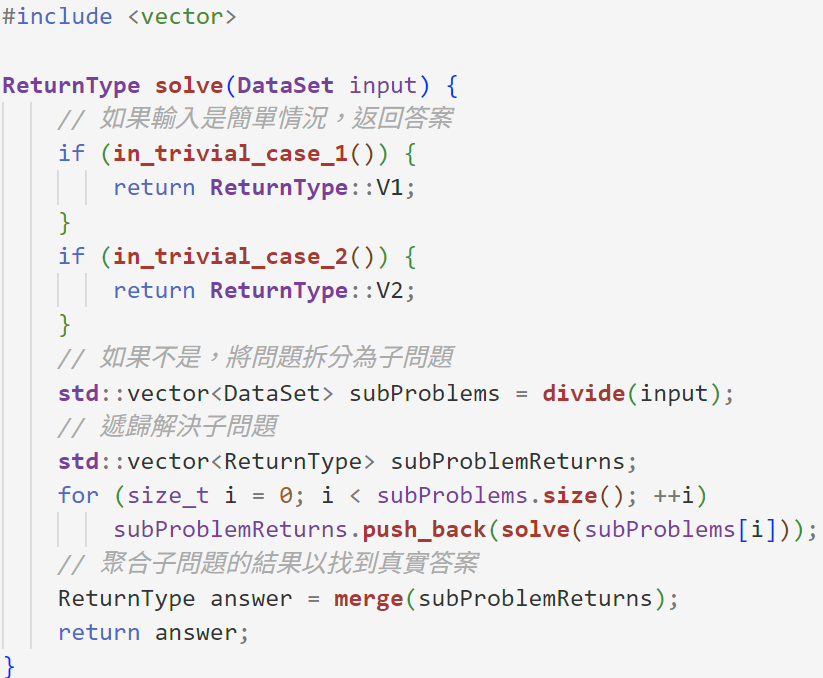 #include <vector>
ReturnType solve(DataSet input) {
// 如果輸入是簡單情況，返回答案
if (in_trivial_case_1()) {
return ReturnType::V1;
}
if (in_trivial_case_2()) {
return ReturnType::V2;
}
// 如果不是，將問題拆分為子問題
std::vector<DataSet> subProblems = divide(input);
// 遞歸解決子問題
std::vector<ReturnType> subProblemReturns;
for (size_t i = 0; i < subProblems.size(); ++i)
subProblemReturns.push_back(solve(subProblems[i]));
// 聚合子問題的結果以找到真實答案
ReturnType answer = merge(subProblemReturns);
return answer;
}